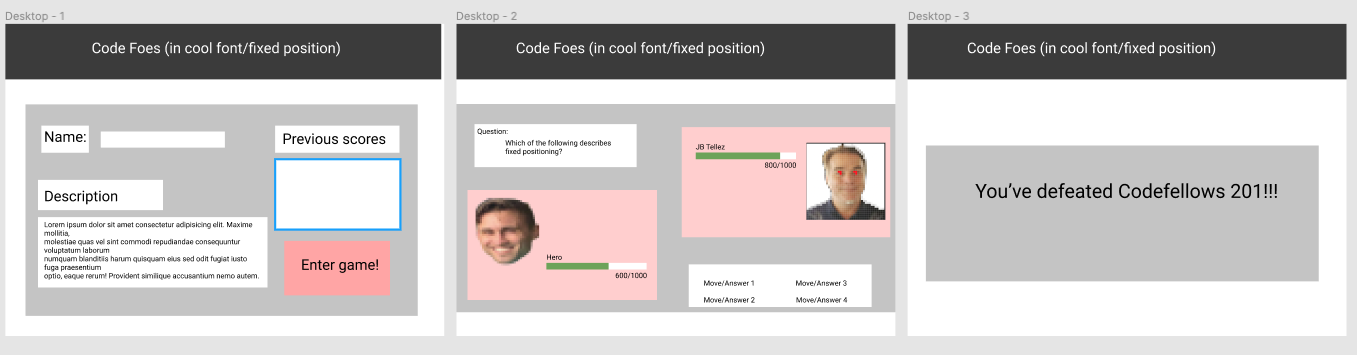 Desktop - 1
Code Foes (in cool font/fixed position)
Name:
Previous scores
Description
Lorem ipsum dolor sit amet consectetur adipisicing elit. Maxime
mollitia,
molestiae quas vel sint commodi repudiandae consequuntur
voluptatum laborum
numquam blanditiis harum quisquam eius sed odit fugiat iusto
fuga praesentium
optio, eaque rerum! Provident similique accusantium nemo autem.
Enter game!
Desktop - 2
Code Foes (in cool font/fixed position)
Question:
Which of the following describes
fixed positioning?
JB Tellez
800/1000
Hero
600/1000
Move/Answer 1
Move/Answer 3
Move/Answer 2
Move/Answer 4
Desktop - 3
Code Foes (in cool font/fixed position)
You've defeated Codefellows 201!!!